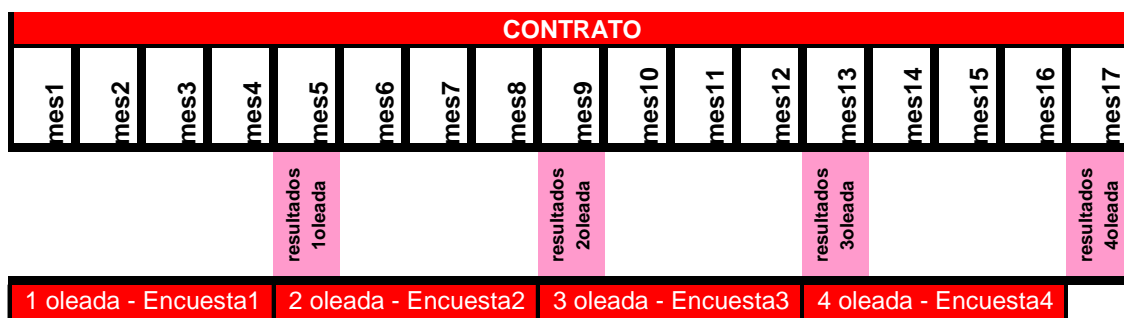 CONTRATO
mes1
mes2
mes3
mes4
mes5
mes6
mes7
mes8
mes9
mes10
mes11
mes12
mes13
mes14
mes15
mes16
mes17
resultados
1oleada
resultados
2oleada
resultados
3oleada
resultados
4oleada
1 oleada - Encuesta1
2 oleada - Encuesta2
3 oleada - Encuesta3
4 oleada - Encuesta4